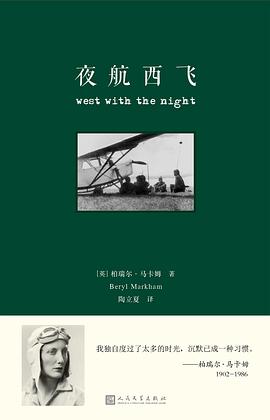 夜航西飞
west with the night
[英] 柏瑞尔·马卡姆 著
Beryl Markham
陶立夏 译
我独自度过了太多的时光，沉默已成一种习惯。
——柏瑞尔·马卡姆
1902—1986
人民文学出版社